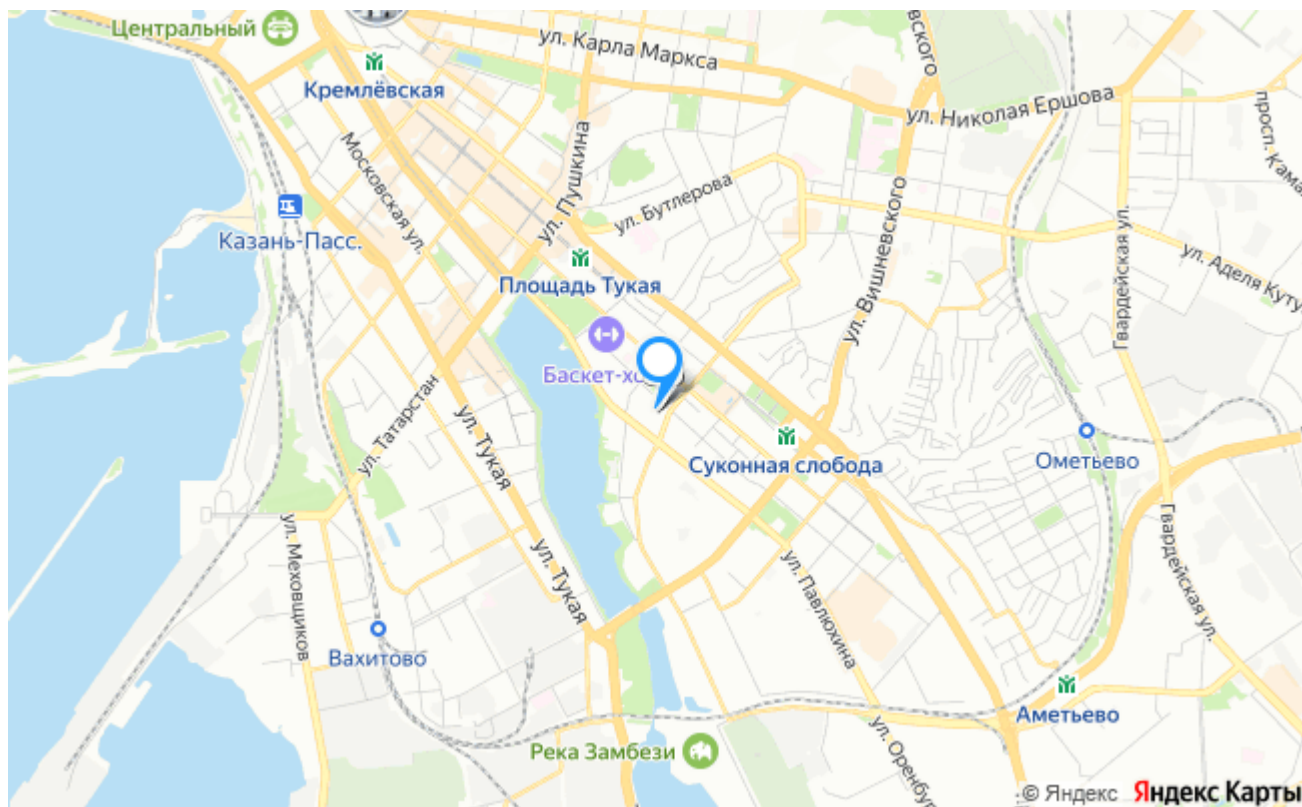 Центральный
ул. Карла Маркса
Кремлёвская
ул. Николая Ершова
Московская ул.
ул. Пушкина
ул. Бутлерова
ул. Вишневского
Гвардейская ул.
Казань-Пасс.
Площадь Тукая
ул. Аделя Куту
Баскет-хо
ул. Татарстан
ул. Тукая
Суконная слобода
Ометьево
ул. Меховщиков
ул. Тукая
ул. Павлюхина
Гвардейская ул.
Вахитово
Аметьево
Река Замбези
ул. Оренбур
© Яндекс Яндекс Карты
вского
просп. Кама